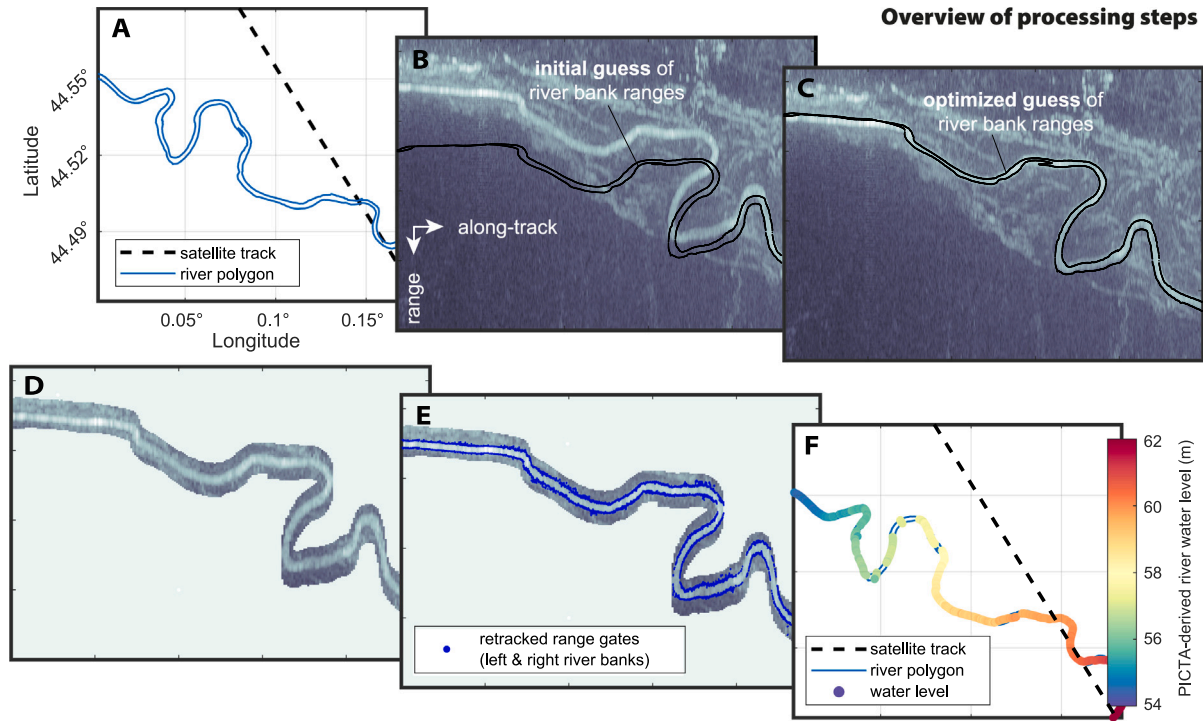 Overview of processing steps
A
44.55°
44.52°
44.49°
Latitude
satellite track
river polygon
0.05°
0.1°
0.15°
Longitude
B
initial guess of
river bank ranges
along-track
range
C
optimized guess of
river bank ranges
D
E
retracked range gates
(left & right river banks)
F
satellite track
river polygon
water level
62
60
58
56
54
PICTA-derived river water level (m)